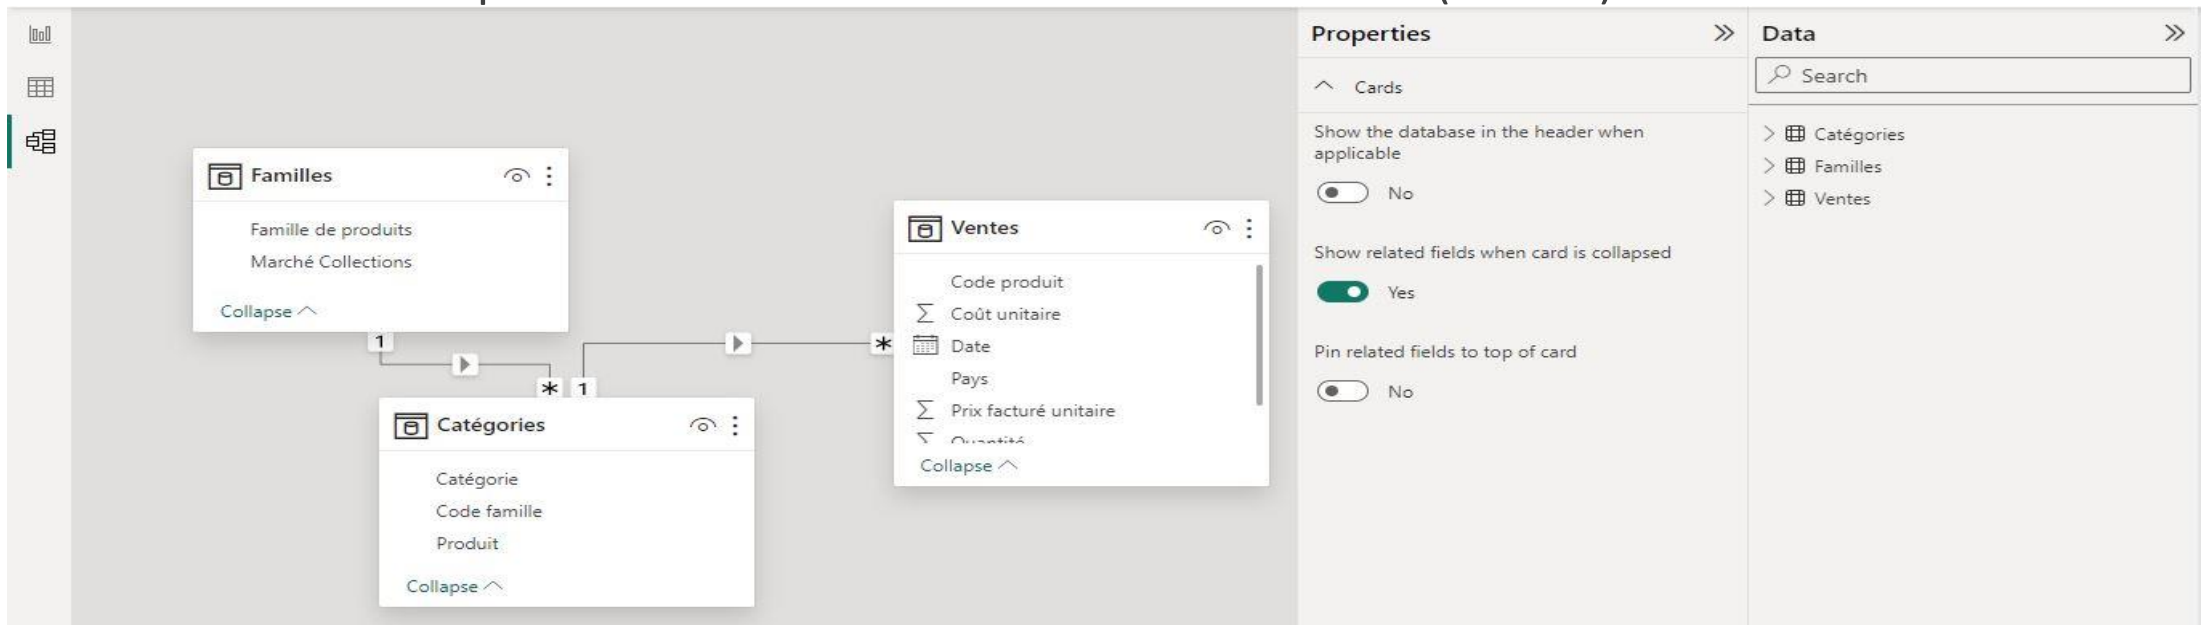 Familles
Famille de produits
Marché Collections
Collapse
1
*
1
Catégories
Catégorie
Code famille
Produit
Collapse
*
Ventes
Code produit
Coût unitaire
Date
Pays
Prix facturé unitaire
Quantité
Collapse
Properties
Cards
Show the database in the header when
applicable
No
Show related fields when card is collapsed
Yes
Pin related fields to top of card
No
Data
Search
Catégories
Familles
Ventes